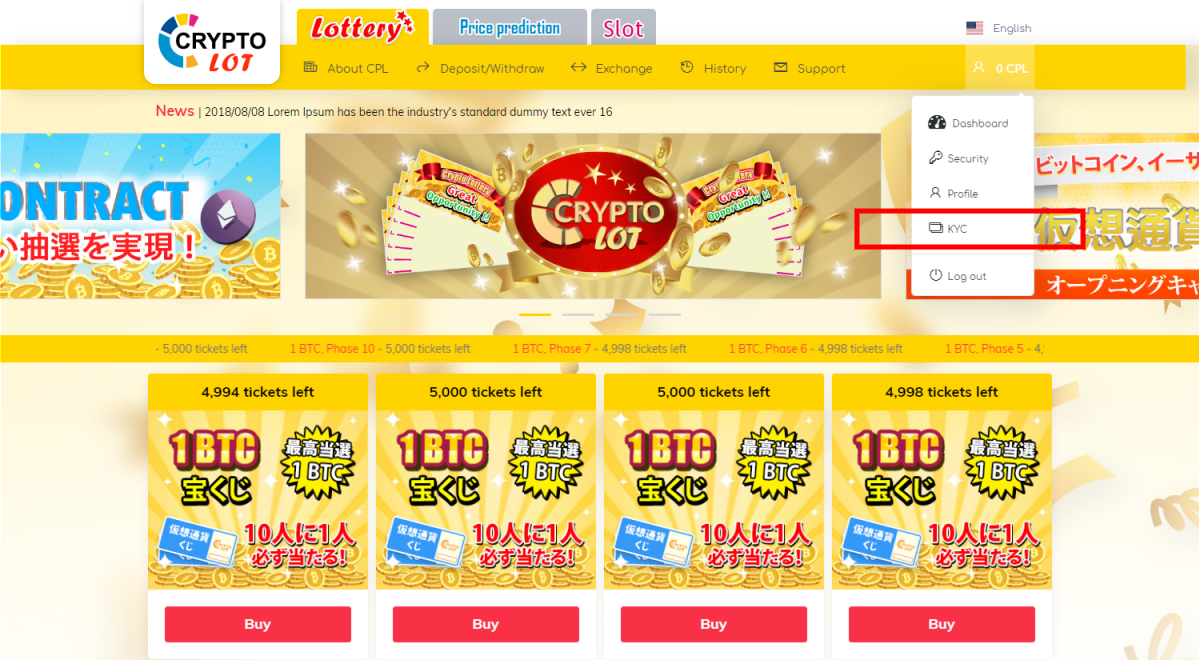 CRYPTO
LOT
Lottery
Price prediction
Slot
English
About CPL
Deposit/Withdraw
Exchange
History
Support
0 CPL
News | 2018/08/08 Lorem Ipsum has been the industry's standard dummy text ever 16
Dashboard
Security
Profile
KYC
Log out
ONTRACT
い抽選を実現！
Crypto Lottery
Great
Opportunity !!
CRYPTO
LOT
Crypto Lottery
Great
Opportunity !!
ビットコイン、イーサ
仮想通貨
オープニングキャ
- 5,000 tickets left
1 BTC, Phase 10 - 5,000 tickets left
1 BTC, Phase 7 - 4,998 tickets left
1 BTC, Phase 6 - 4,998 tickets left
1 BTC, Phase 5 - 4,
4,994 tickets left
1 BTC
宝くじ
最高当選
1 BTC
仮想通貨
くじ
10人に1人
必ず当たる!
Buy
5,000 tickets left
1 BTC
宝くじ
最高当選
1 BTC
仮想通貨
くじ
10人に1人
必ず当たる!
Buy
5,000 tickets left
1 BTC
宝くじ
最高当選
1 BTC
仮想通貨
くじ
10人に1人
必ず当たる!
Buy
4,998 tickets left
1 BTC
宝くじ
最高当選
1 BTC
仮想通貨
くじ
10人に1人
必ず当たる!
Buy